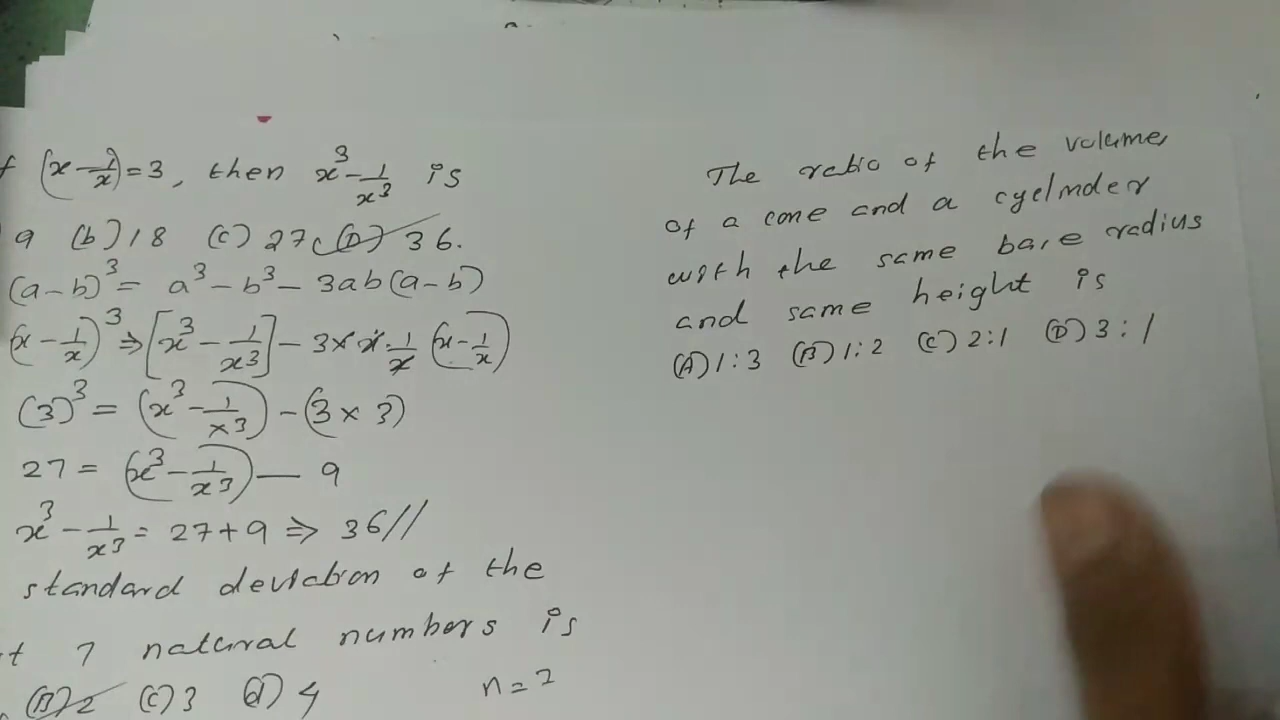 f (x - 1/x) = 3, then x³ - 1/x³ is
9 (b) 18 (c) 27 (D) 36.
(a-b)³ = a³ - b³ - 3ab(a-b)
(x - 1/x)³ ⇒ [x³ - 1/x³] - 3 × x · 1/x (x - 1/x)
(3)³ = (x³ - 1/x³) - (3 × 3)
27 = (x³ - 1/x³) — 9
x³ - 1/x³ = 27 + 9 ⇒ 36//
standard deviation of the
t 7 natural numbers is
(B) 2 (C) 3 (d) 4 n = 7
The ratio of the volume
of a cone and a cyclinder
with the same base radius
and same height is
(A) 1:3 (B) 1:2 (C) 2:1 (D) 3:1